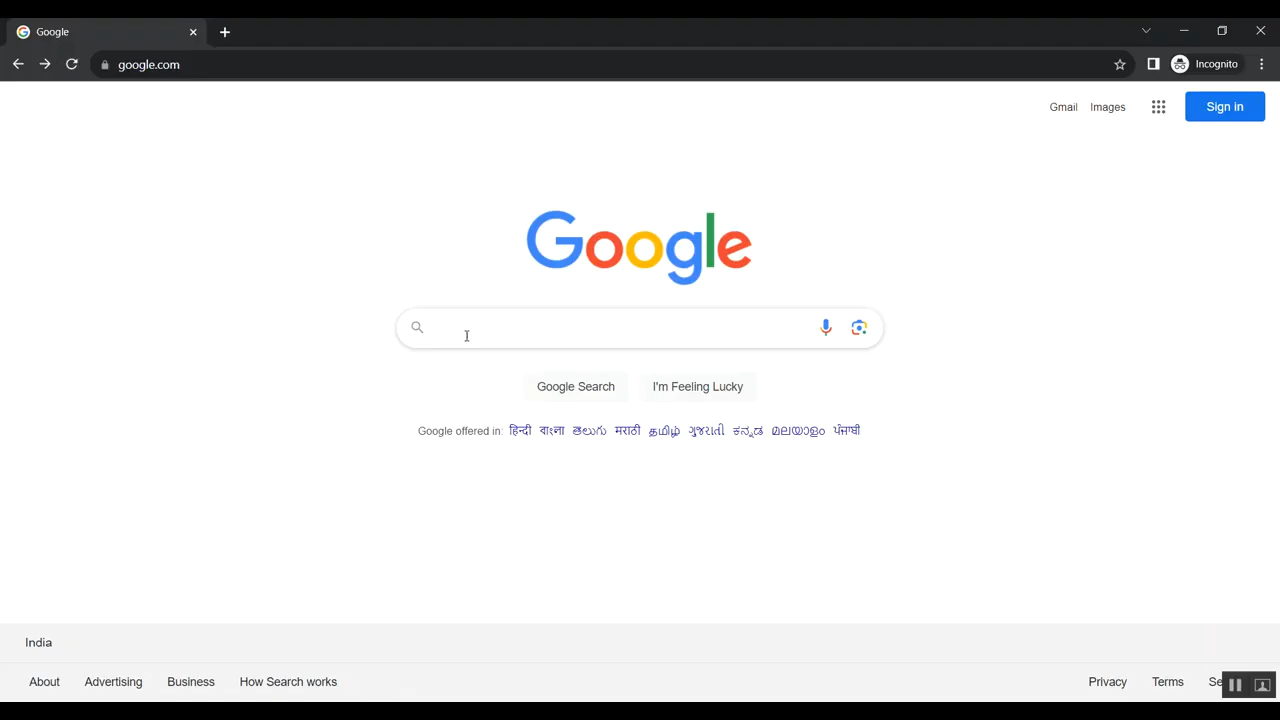 Google
google.com
Incognito
Gmail Images Sign in
Google
Google Search I'm Feeling Lucky
Google offered in: हिन्दी বাংলা తెలుగు मराठी தமிழ் ગુજરાતી ಕನ್ನಡ മലയാളം ਪੰਜਾਬੀ
India
About Advertising Business How Search works Privacy Terms Se